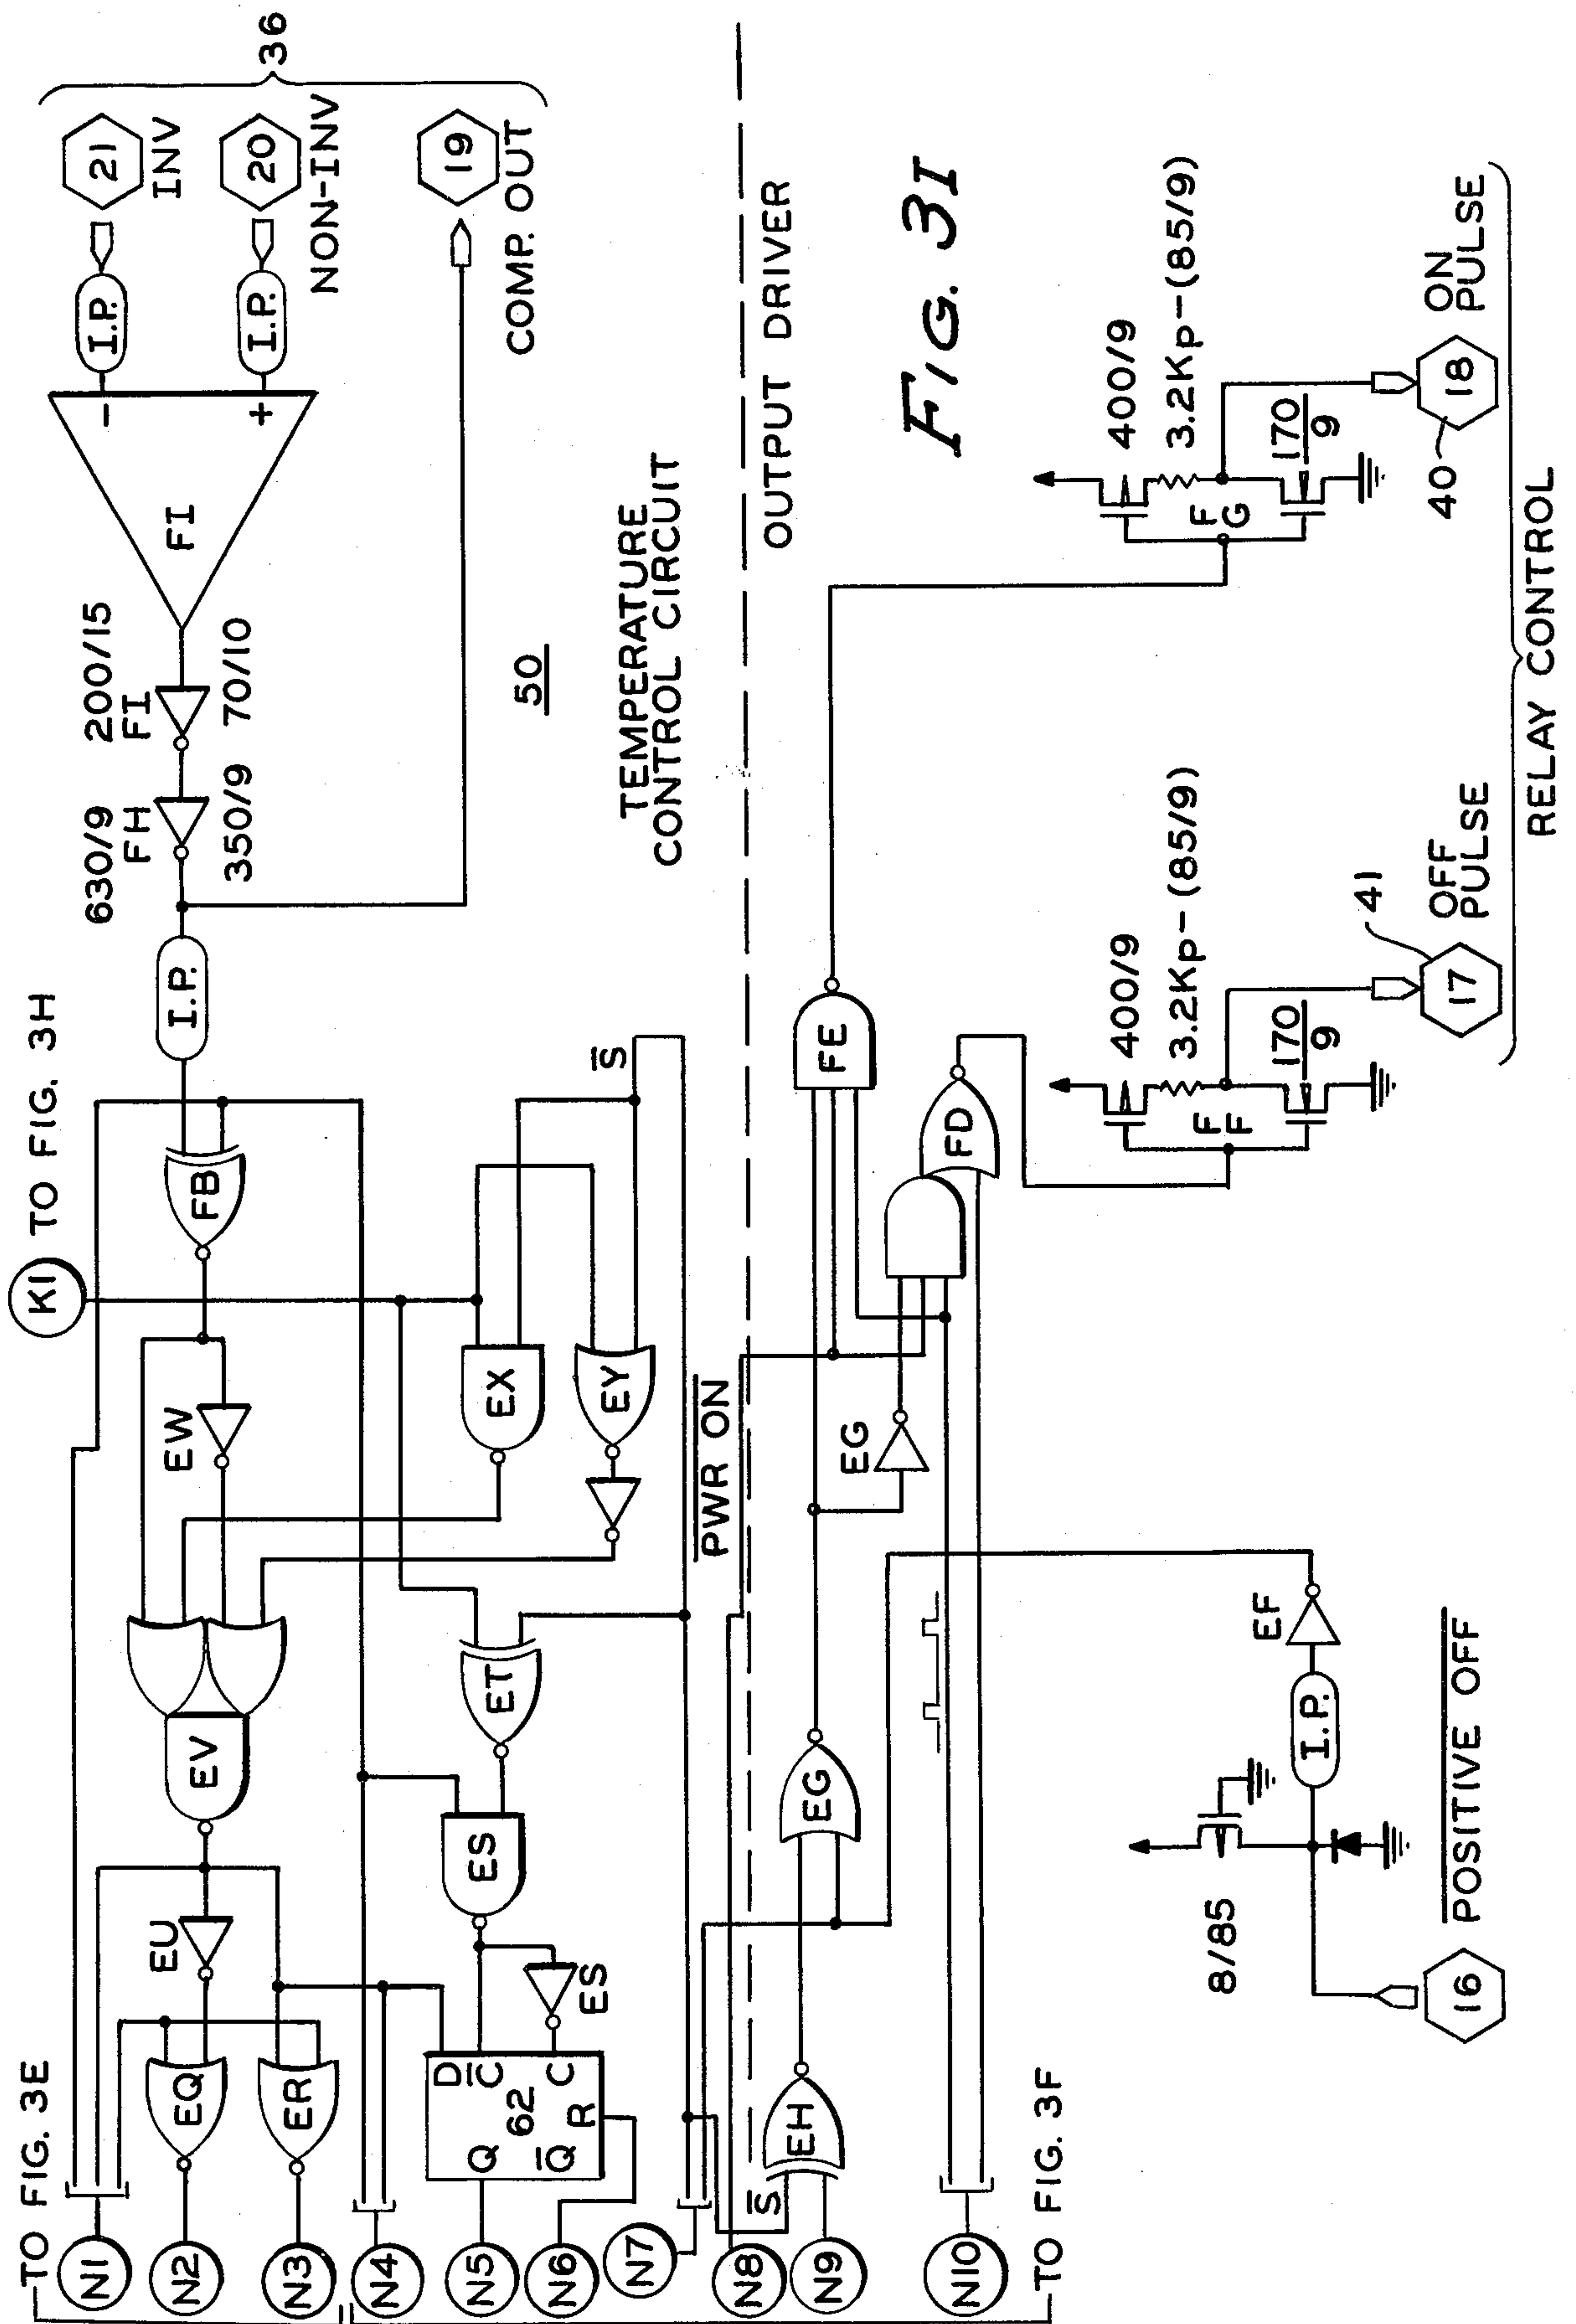 TO FIG. 3E
N1
N2
N3
N4
N5
N6
N7
N8
N9
N10
TO FIG. 3F
K1 TO FIG. 3H
EQ
ER
EU
EV
EW
FB
I.P.
630/9
FH
350/9
200/15
FI
70/10
FI
-
+
I.P.
I.P.
21
INV
20
NON-INV
19
COMP. OUT
36
D
C̅
C
Q
62
Q̅
R
ES
ES
ET
EX
EY
S̅
50
TEMPERATURE
CONTROL CIRCUIT
PWR ON
OUTPUT DRIVER
S̅
EH
EG
EG
FE
FD
FIG. 3I
16
POSITIVE OFF
8/85
I.P.
EF
400/9
3.2Kp-(85/9)
F
F
170
9
17
41
OFF
PULSE
400/9
3.2Kp-(85/9)
F
G
170
9
18
40
ON
PULSE
RELAY CONTROL